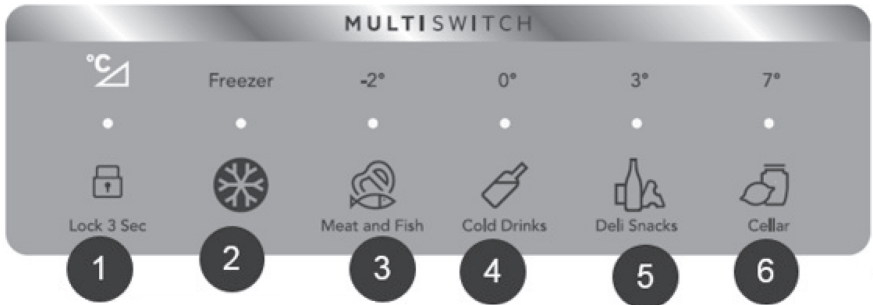 MULTISWITCH
°C Freezer -2° 0° 3° 7°
Lock 3 Sec Meat and Fish Cold Drinks Deli Snacks Cellar
1 2 3 4 5 6